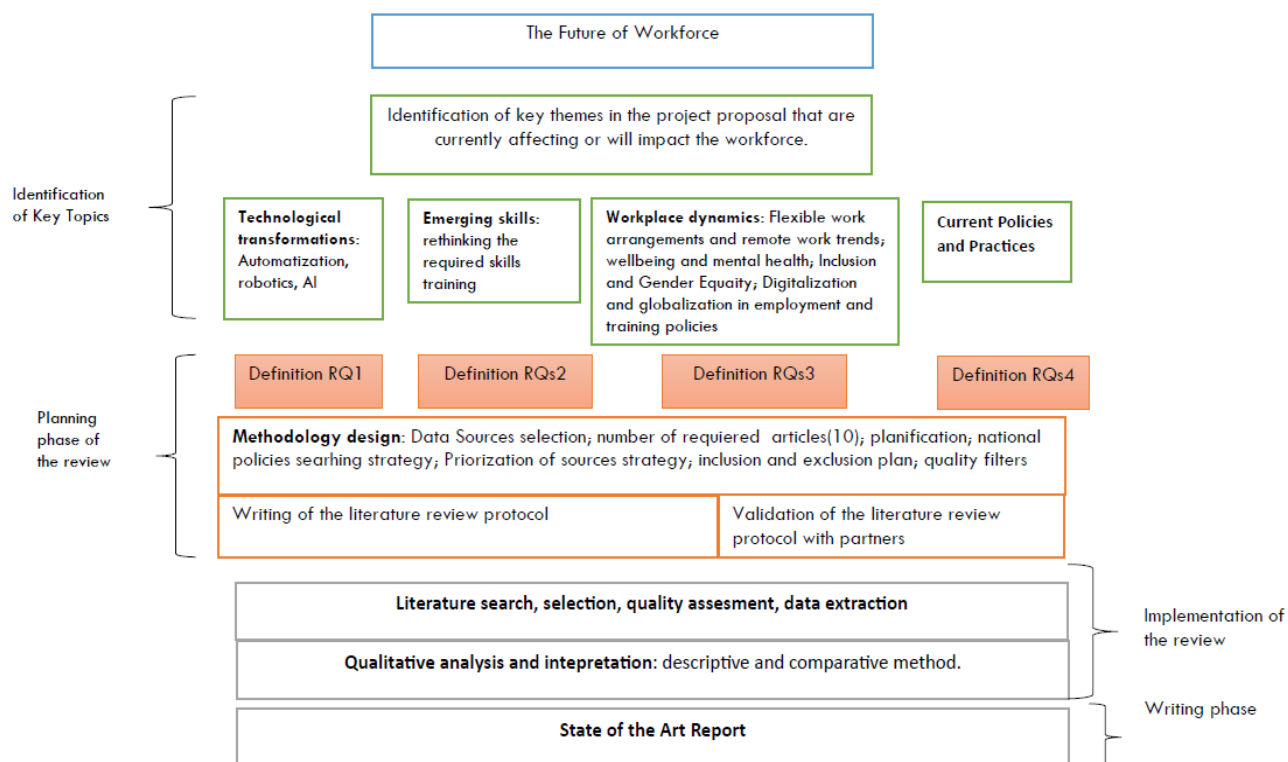 The Future of Workforce
Identification of key themes in the project proposal that are
currently affecting or will impact the workforce.
Identification
of Key Topics
Technological
transformations:
Automatization,
robotics, AI
Emerging skills:
rethinking the
required skills
training
Workplace dynamics: Flexible work
arrangements and remote work trends;
wellbeing and mental health; Inclusion
and Gender Equity; Digitalization
and globalization in employment and
training policies
Current Policies
and Practices
Definition RQ1
Definition RQs2
Definition RQs3
Definition RQs4
Planning
phase of
the review
Methodology design: Data Sources selection; number of requiered articles(10); planification; national
policies searhing strategy; Priorization of sources strategy; inclusion and exclusion plan; quality filters
Writing of the literature review protocol
Validation of the literature review
protocol with partners
Literature search, selection, quality assesment, data extraction
Qualitative analysis and intepretation: descriptive and comparative method.
Implementation of
the review
State of the Art Report
Writing phase